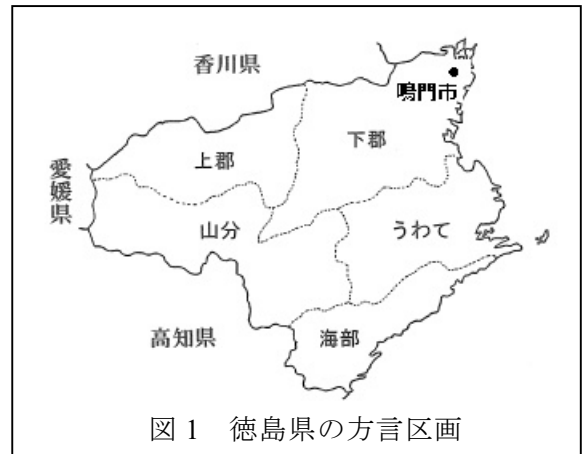 香川県
鳴門市
下郡
上郡
愛媛県
山分
うわて
高知県
海部
図 1 徳島県の方言区画